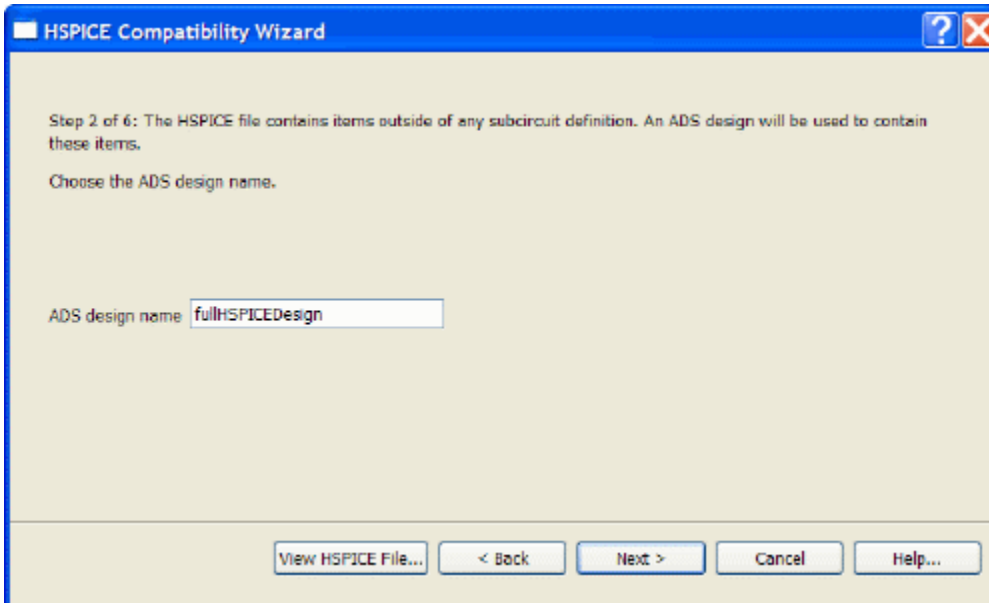 HSPICE Compatibility Wizard
Step 2 of 6: The HSPICE file contains items outside of any subcircuit definition. An ADS design will be used to contain
these items.
Choose the ADS design name.
ADS design name fullHSPICEDesign
View HSPICE File... < Back Next > Cancel Help...